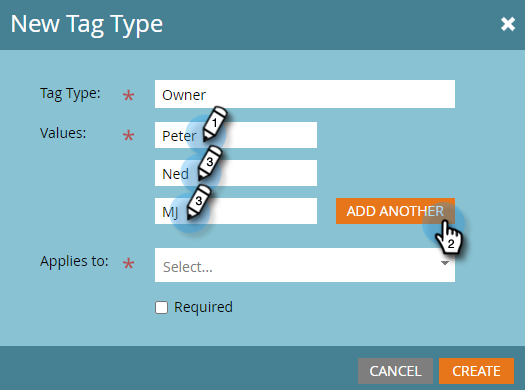 New Tag Type
Tag Type: * Owner
Values: * Peter 1
Ned 3
MJ 3 ADD ANOTHER
2
Applies to: * Select...
Required
CANCEL CREATE